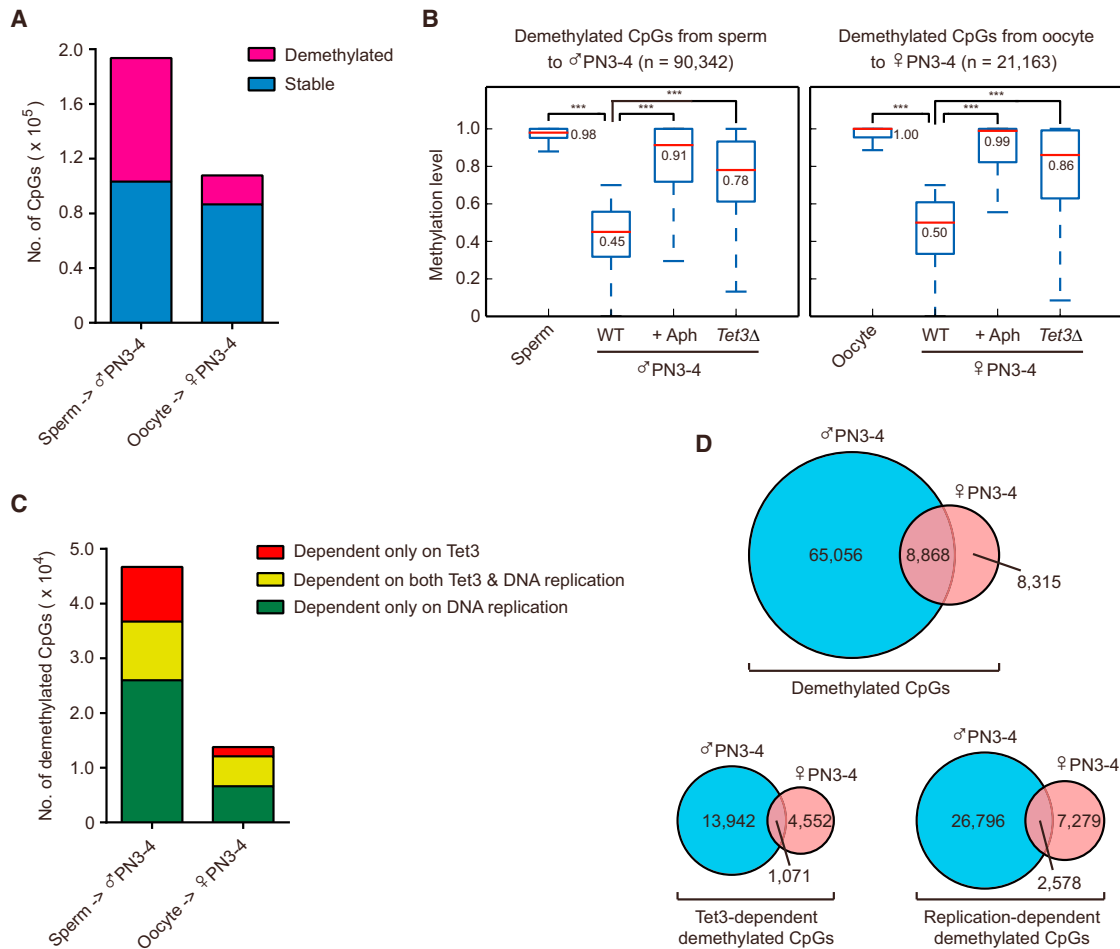 A
2.0
1.6
1.2
0.8
0.4
0
No. of CpGs ( x 10⁵)
Demethylated
Stable
Sperm -> ♂PN3-4
Oocyte -> ♀PN3-4
B
Demethylated CpGs from sperm
to ♂PN3-4 (n = 90,342)
Demethylated CpGs from oocyte
to ♀PN3-4 (n = 21,163)
Methylation level
1.0
0.8
0.6
0.4
0.2
0
***
***
***
0.98
0.45
0.91
0.78
Sperm
WT
+ Aph
Tet3Δ
♂PN3-4
***
***
***
1.00
0.50
0.99
0.86
Oocyte
WT
+ Aph
Tet3Δ
♀PN3-4
C
5.0
4.0
3.0
2.0
1.0
0
No. of demethylated CpGs ( x 10⁴)
Dependent only on Tet3
Dependent on both Tet3 & DNA replication
Dependent only on DNA replication
Sperm -> ♂PN3-4
Oocyte -> ♀PN3-4
D
♂PN3-4
♀PN3-4
65,056
8,868
8,315
Demethylated CpGs
♂PN3-4
♀PN3-4
13,942
4,552
1,071
Tet3-dependent
demethylated CpGs
♂PN3-4
♀PN3-4
26,796
7,279
2,578
Replication-dependent
demethylated CpGs